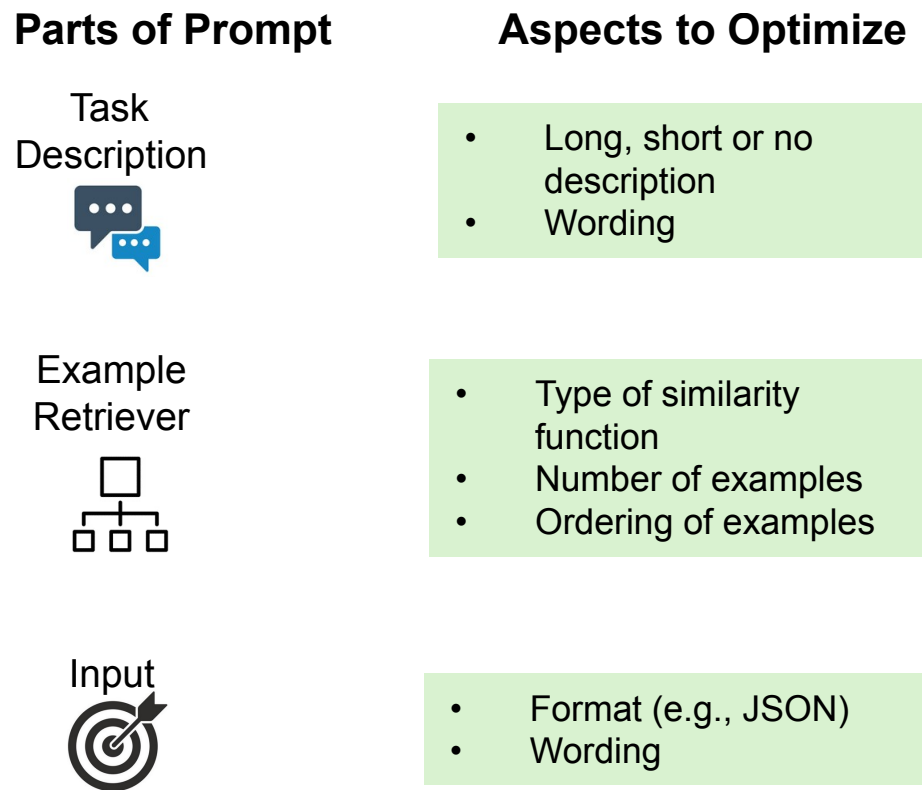 Parts of Prompt
Aspects to Optimize
Task
Description
• Long, short or no
description
• Wording
Example
Retriever
• Type of similarity
function
• Number of examples
• Ordering of examples
Input
• Format (e.g., JSON)
• Wording